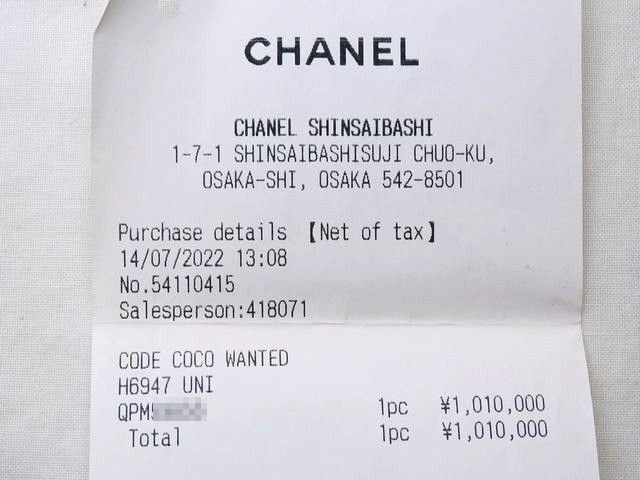 CHANEL
CHANEL SHINSAIBASHI
1-7-1 SHINSAIBASHISUJI CHUO-KU,
OSAKA-SHI, OSAKA 542-8501
Purchase details 【Net of tax】
14/07/2022 13:08
No.54110415
Salesperson:418071
CODE COCO WANTED
H6947 UNI
1pc ¥1,010,000
Total 1pc ¥1,010,000